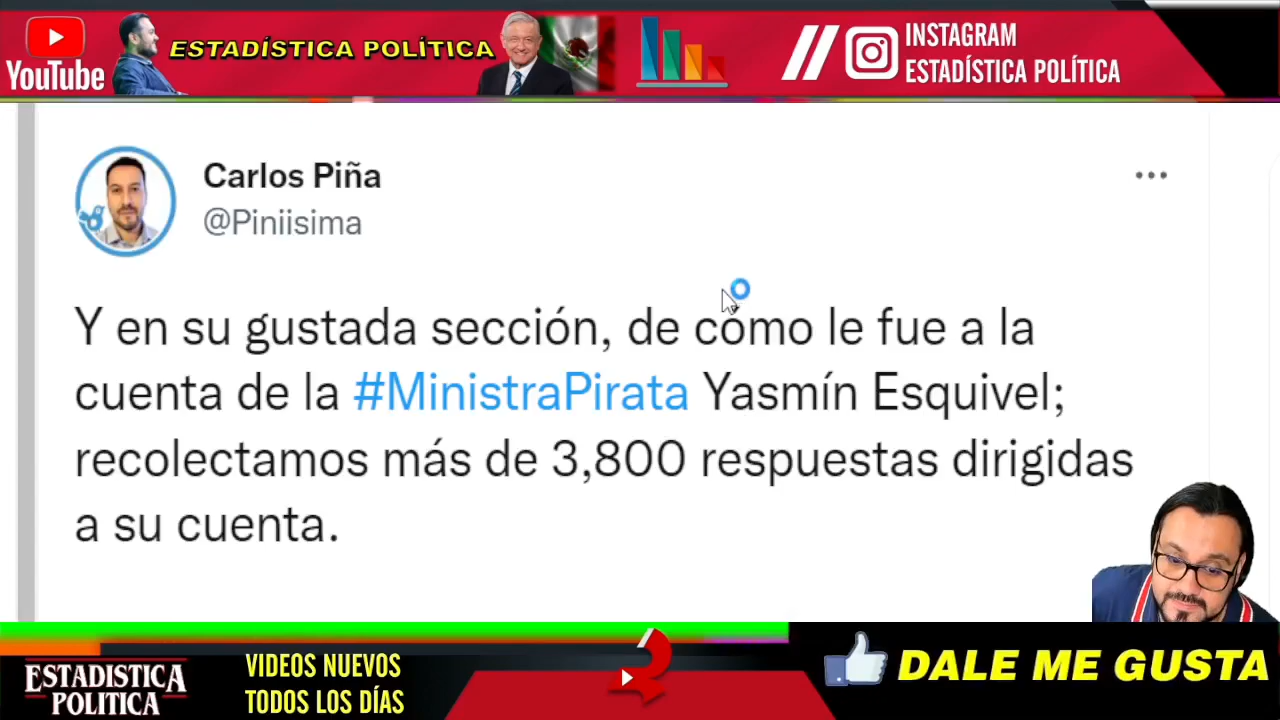 YouTube
ESTADÍSTICA POLÍTICA
INSTAGRAM
ESTADÍSTICA POLÍTICA
Carlos Piña
@Piniisima
Y en su gustada sección, de cómo le fue a la
cuenta de la #MinistraPirata Yasmín Esquivel;
recolectamos más de 3,800 respuestas dirigidas
a su cuenta.
ESTADISTICA
POLÍTICA
VIDEOS NUEVOS
TODOS LOS DÍAS
DALE ME GUSTA